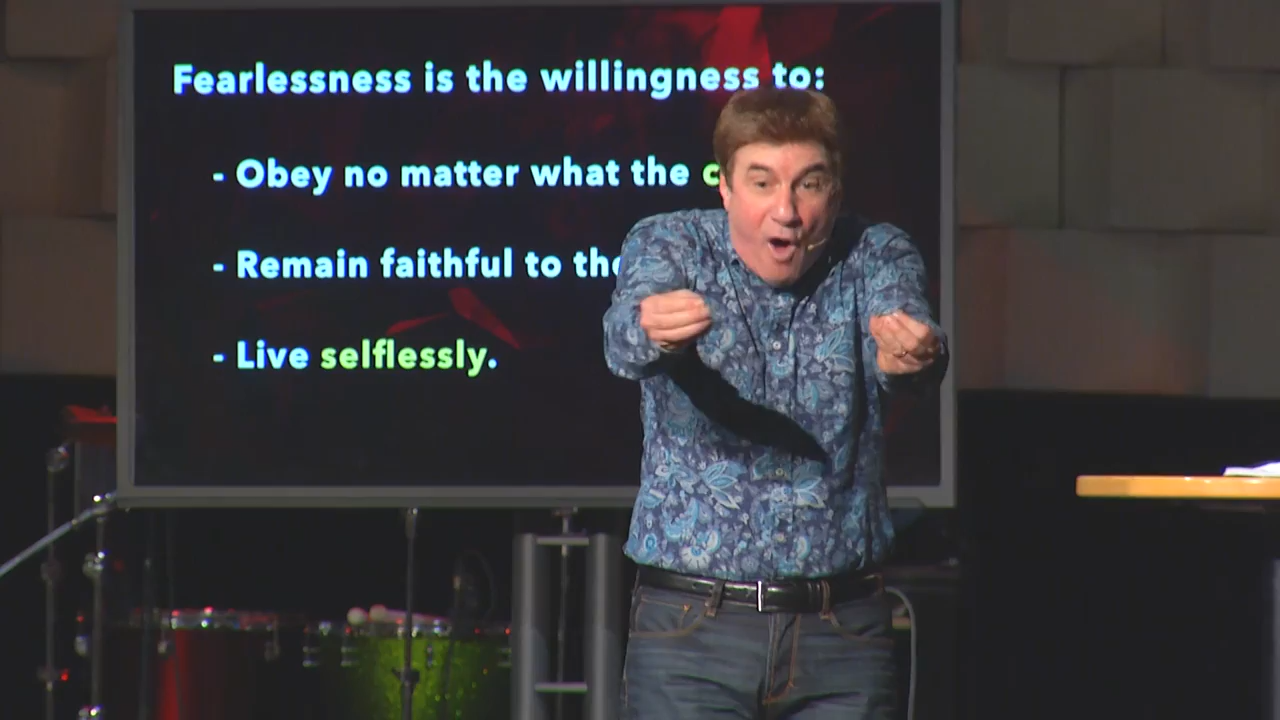 Fearlessness is the willingness to:
- Obey no matter what the
- Remain faithful to the
- Live selflessly.